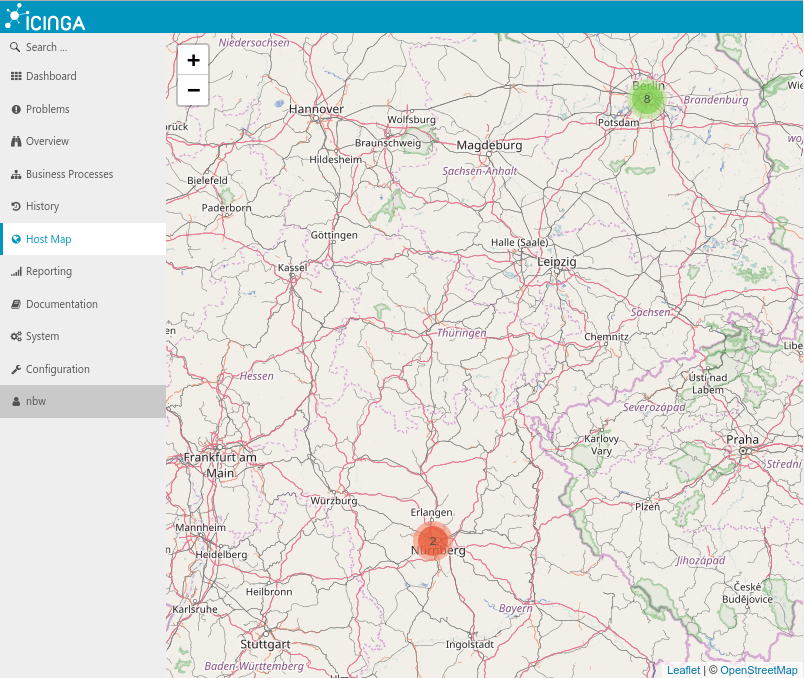 ICINGA
Search ...
Dashboard
Problems
Overview
Business Processes
History
Host Map
Reporting
Documentation
System
Configuration
nbw
+
−
Niedersachsen
Berlin
8
Brandenburg
Hannover
Wolfsburg
Potsdam
Braunschweig
Magdeburg
Hildesheim
Sachsen-Anhalt
Bielefeld
Paderborn
Göttingen
Halle (Saale)
Leipzig
Kassel
Sachsen
Thüringen
Chemnitz
Hessen
Ústí nad
Labem
Severozápad
Karlovy
Vary
Praha
Frankfurt am
Main
Střední
Würzburg
Plzeň
Erlangen
Mannheim
2
Nürnberg
Heidelberg
Jihozápad
Heilbronn
České
Budějovice
Karlsruhe
Bayern
Stuttgart
Ingolstadt
Baden-Württemberg
Leaflet | © OpenStreetMap